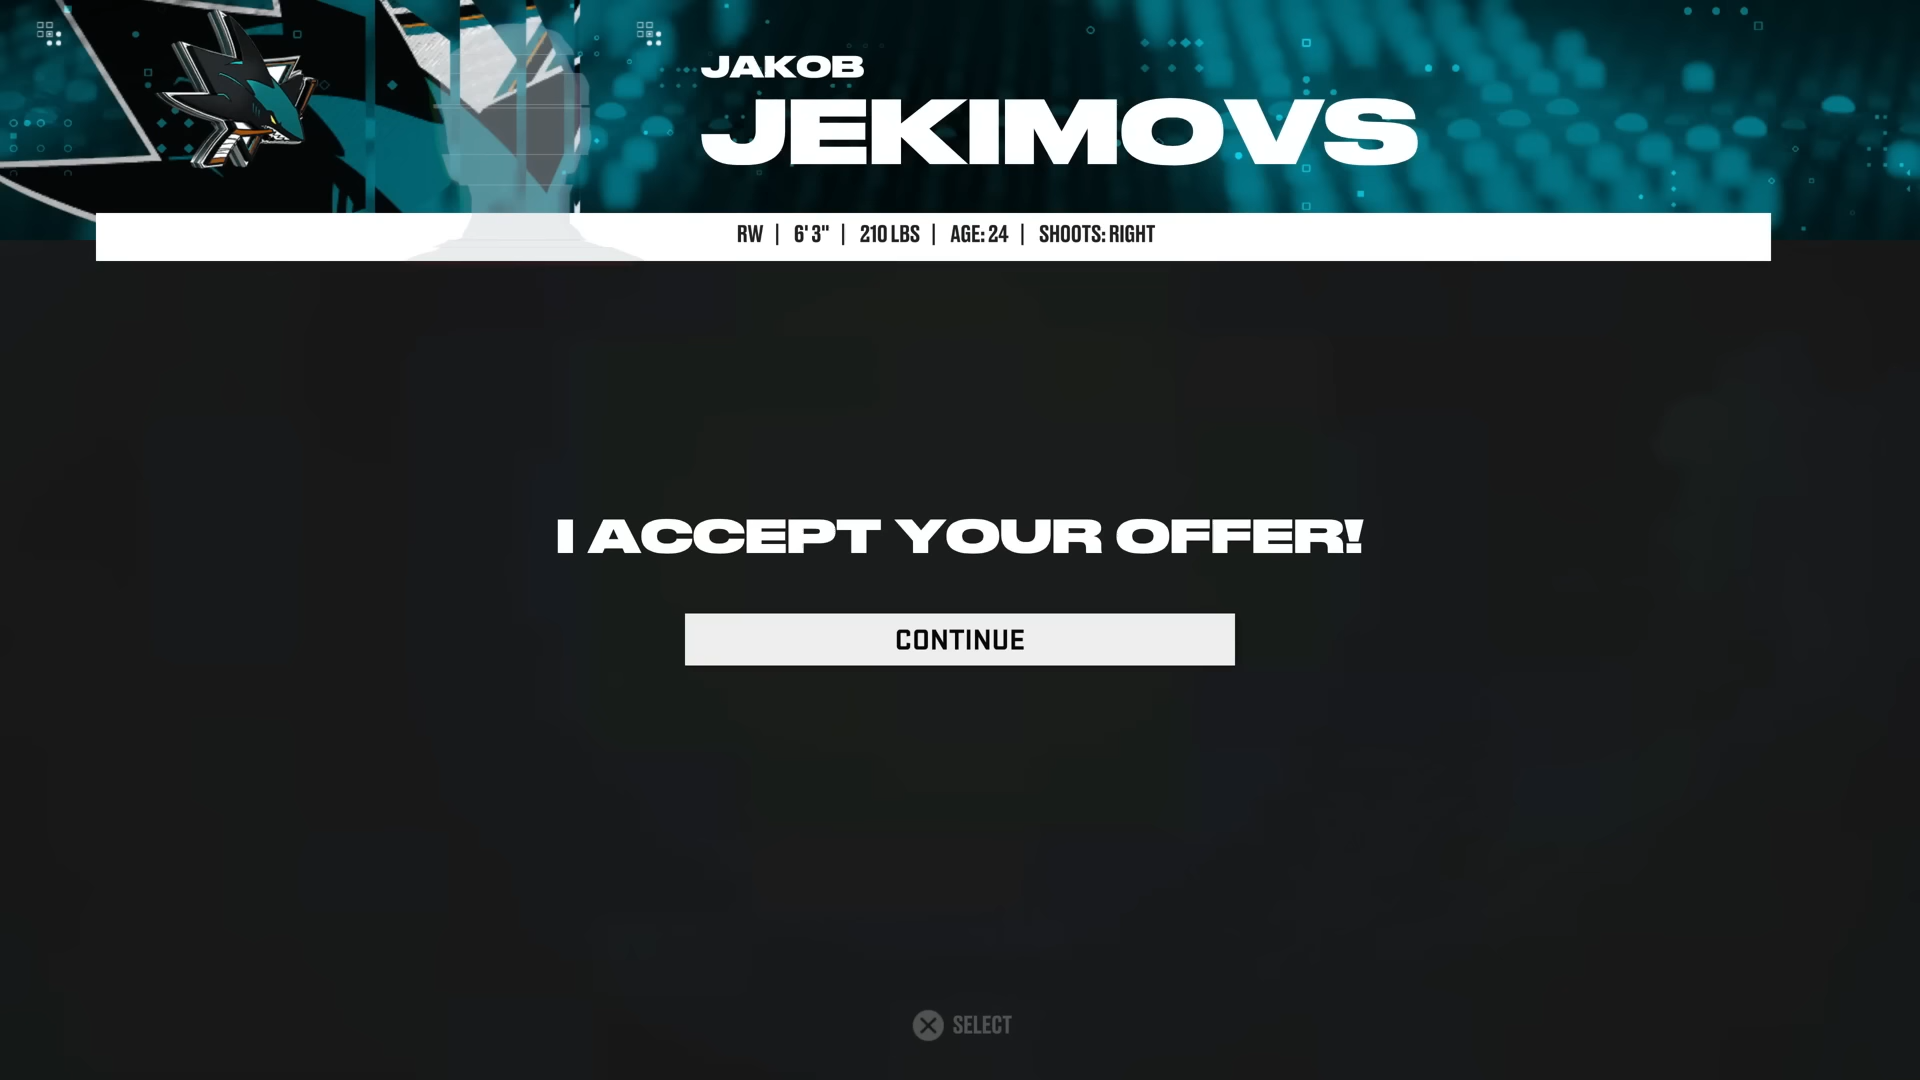 JAKOB
JEKIMOVS
RW | 6'3" | 210 LBS | AGE: 24 | SHOOTS: RIGHT
I ACCEPT YOUR OFFER!
CONTINUE
SELECT